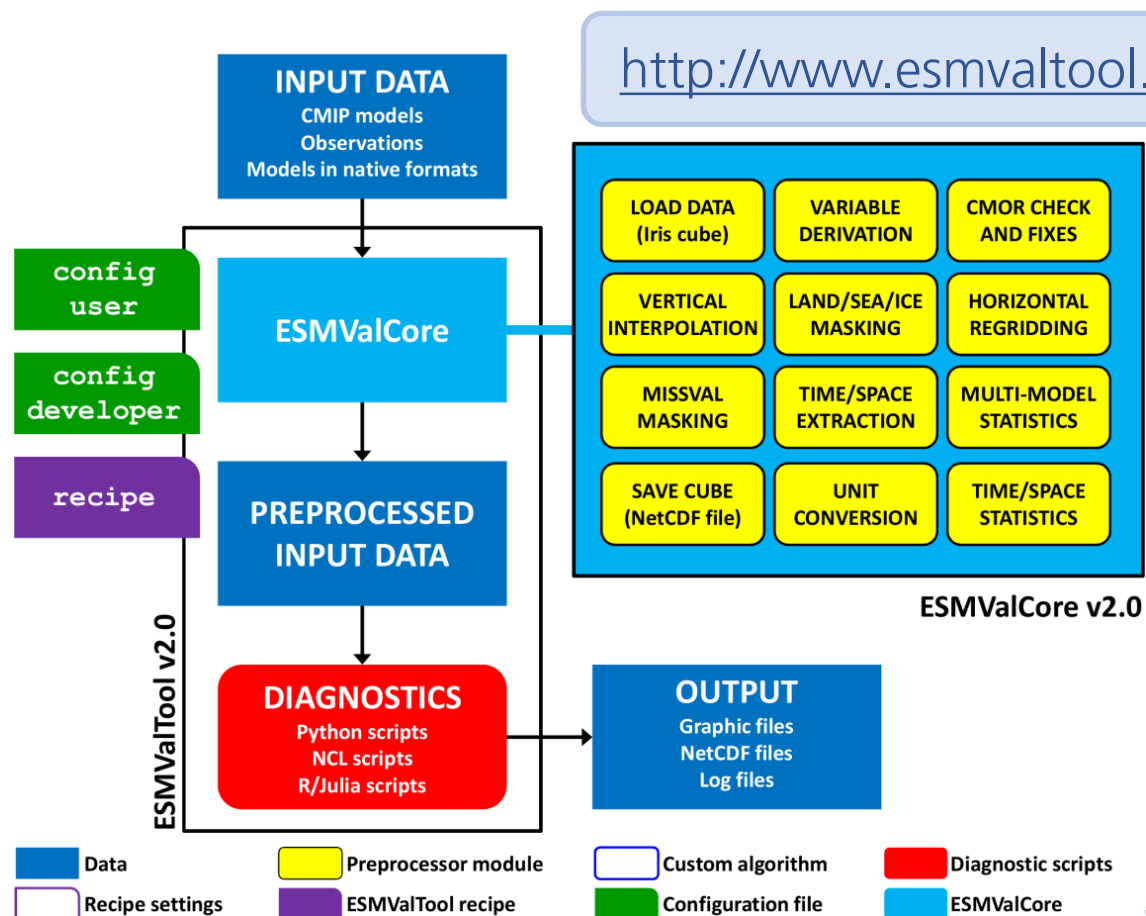 http://www.esmvaltool.
INPUT DATA
CMIP models
Observations
Models in native formats
config
user
config
developer
recipe
ESMValCore
PREPROCESSED
INPUT DATA
ESMValTool v2.0
DIAGNOSTICS
Python scripts
NCL scripts
R/Julia scripts
OUTPUT
Graphic files
NetCDF files
Log files
LOAD DATA
(Iris cube)
VARIABLE
DERIVATION
CMOR CHECK
AND FIXES
VERTICAL
INTERPOLATION
LAND/SEA/ICE
MASKING
HORIZONTAL
REGRIDDING
MISSVAL
MASKING
TIME/SPACE
EXTRACTION
MULTI-MODEL
STATISTICS
SAVE CUBE
(NetCDF file)
UNIT
CONVERSION
TIME/SPACE
STATISTICS
ESMValCore v2.0
Data
Preprocessor module
Custom algorithm
Diagnostic scripts
Recipe settings
ESMValTool recipe
Configuration file
ESMValCore